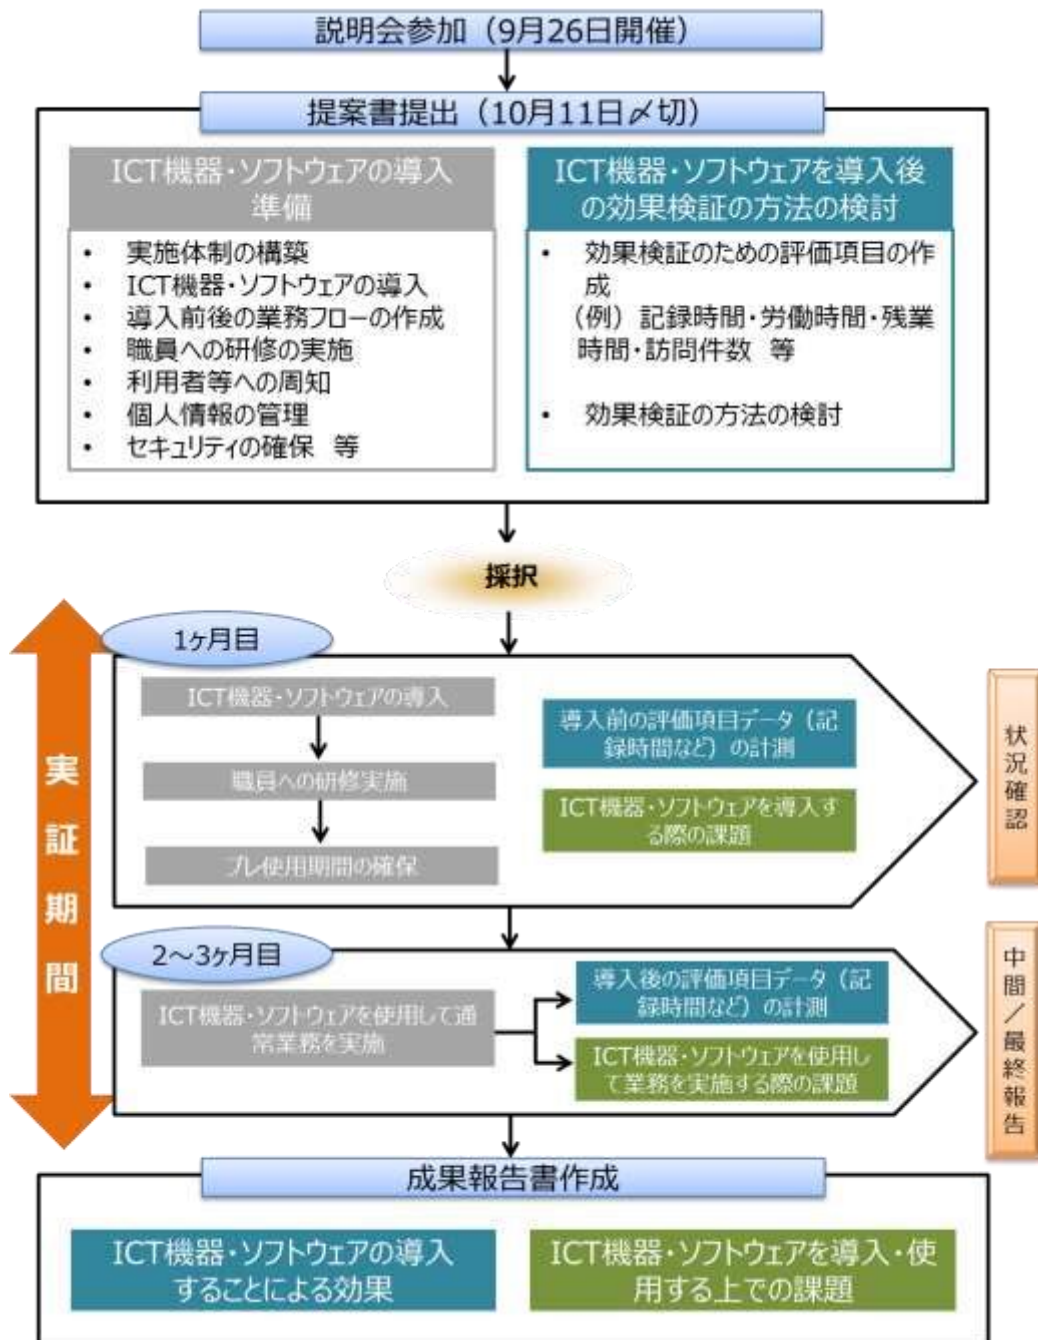 説明会参加（9月26日開催）
提案書提出（10月11日〆切）
ICT機器・ソフトウェアの導入
準備
• 実施体制の構築
• ICT機器・ソフトウェアの導入
• 導入前後の業務フローの作成
• 職員への研修の実施
• 利用者等への周知
• 個人情報の管理
• セキュリティの確保　等
ICT機器・ソフトウェアを導入後
の効果検証の方法の検討
• 効果検証のための評価項目の作
成
（例）記録時間・労働時間・残業
時間・訪問件数　等
• 効果検証の方法の検討
採択
実証期間
1ヶ月目
ICT機器・ソフトウェアの導入
職員への研修実施
プレ使用期間の確保
導入前の評価項目データ（記
録時間など）の計測
ICT機器・ソフトウェアを導入す
る際の課題
状況確認
2～3ヶ月目
ICT機器・ソフトウェアを使用して通
常業務を実施
導入後の評価項目データ（記
録時間など）の計測
ICT機器・ソフトウェアを使用し
て業務を実施する際の課題
中間／最終報告
成果報告書作成
ICT機器・ソフトウェアの導入
することによる効果
ICT機器・ソフトウェアを導入・使
用する上での課題